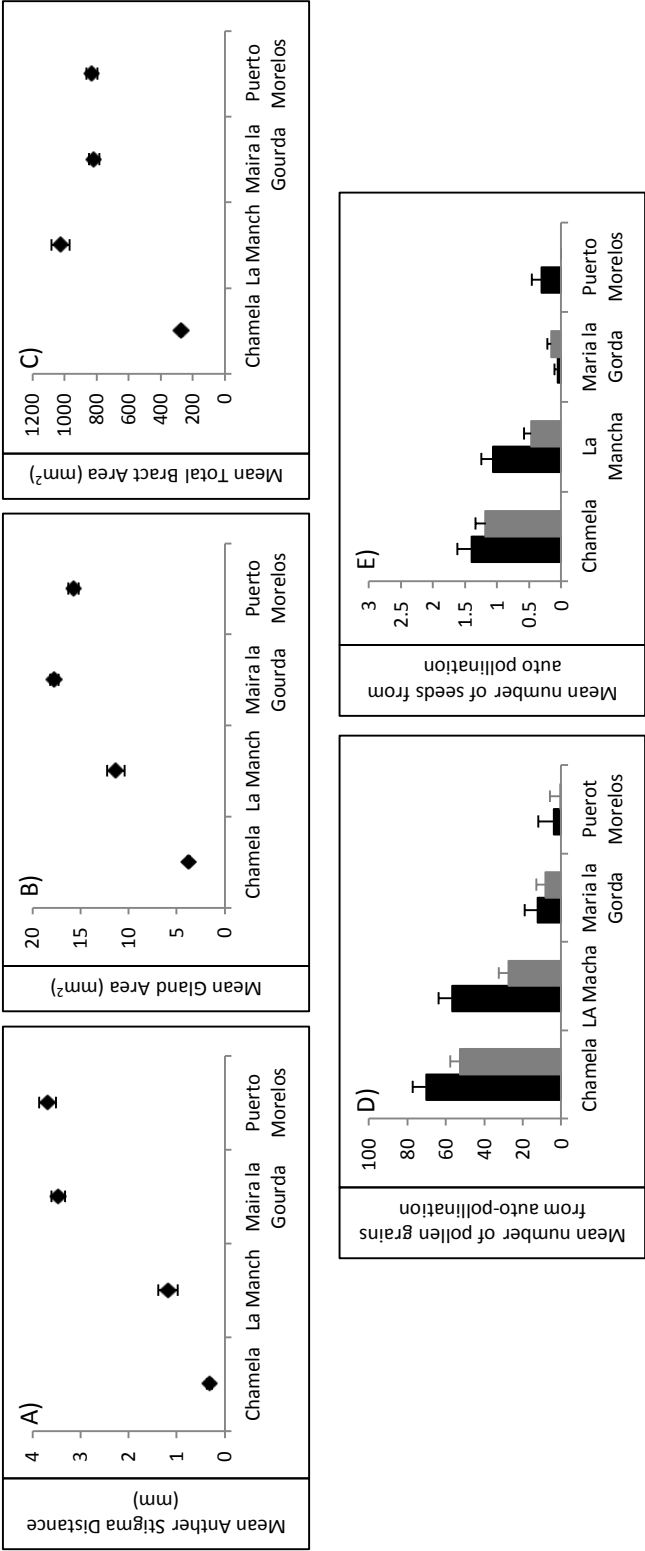 A)
Mean Anther Stigma Distance
(mm)
4
3
2
1
0
Chamela
La Manch
Maira la
Gourda
Puerto
Morelos
B)
Mean Gland Area (mm²)
20
15
10
5
0
Chamela
La Manch
Maira la
Gourda
Puerto
Morelos
C)
Mean Total Bract Area (mm²)
1200
1000
800
600
400
200
0
Chamela
La Manch
Maira la
Gourda
Puerto
Morelos
D)
Mean number of pollen grains
from auto-pollination
100
80
60
40
20
0
Chamela
LA Macha
Maria la
Gorda
Puerot
Morelos
E)
Mean number of seeds from
auto pollination
3
2.5
2
1.5
1
0.5
0
Chamela
La
Mancha
Maria la
Gorda
Puerto
Morelos